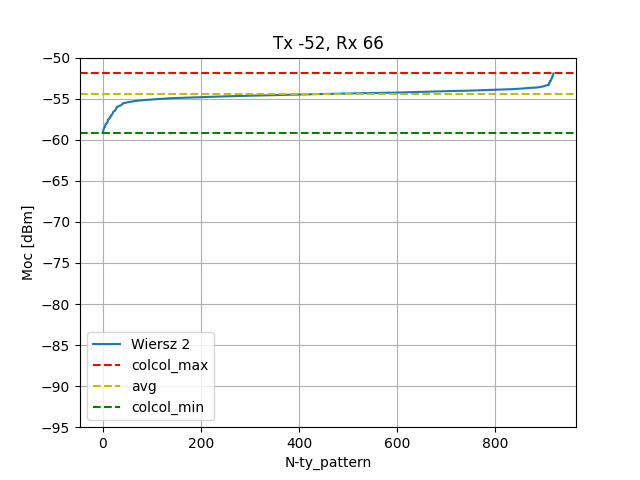 Tx -52, Rx 66
−50
−55
−60
−65
−70
−75
−80
−85
−90
−95
Moc [dBm]
Wiersz 2
colcol_max
avg
colcol_min
0
200
400
600
800
N-ty_pattern